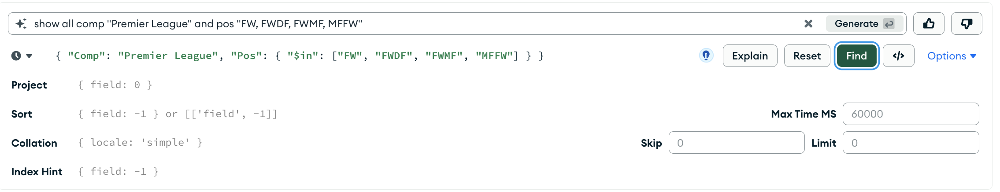 show all comp "Premier League" and pos "FW, FWDF, FWMF, MFFW" Generate
{ "Comp": "Premier League", "Pos": { "$in": ["FW", "FWDF", "FWMF", "MFFW"] } } Explain Reset Find </> Options
Project { field: 0 }
Sort { field: -1 } or [['field', -1]] Max Time MS 60000
Collation { locale: 'simple' } Skip 0 Limit 0
Index Hint { field: -1 }